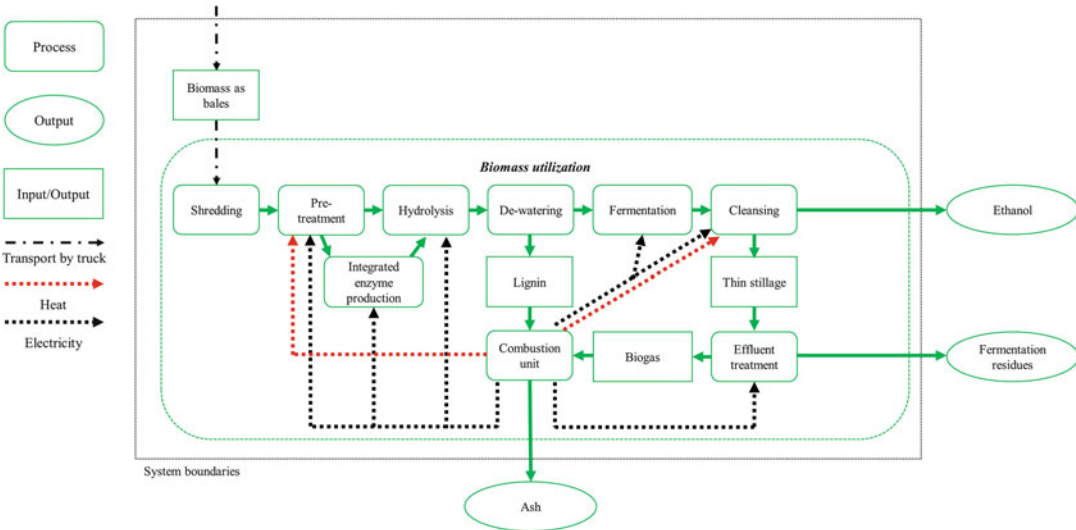 Process
Output
Input/Output
Transport by truck
Heat
Electricity
Biomass as
bales
Biomass utilization
Shredding
Pre-
treatment
Hydrolysis
De-watering
Fermentation
Cleansing
Ethanol
Integrated
enzyme
production
Lignin
Thin stillage
Combustion
unit
Biogas
Effluent
treatment
Fermentation
residues
System boundaries
Ash